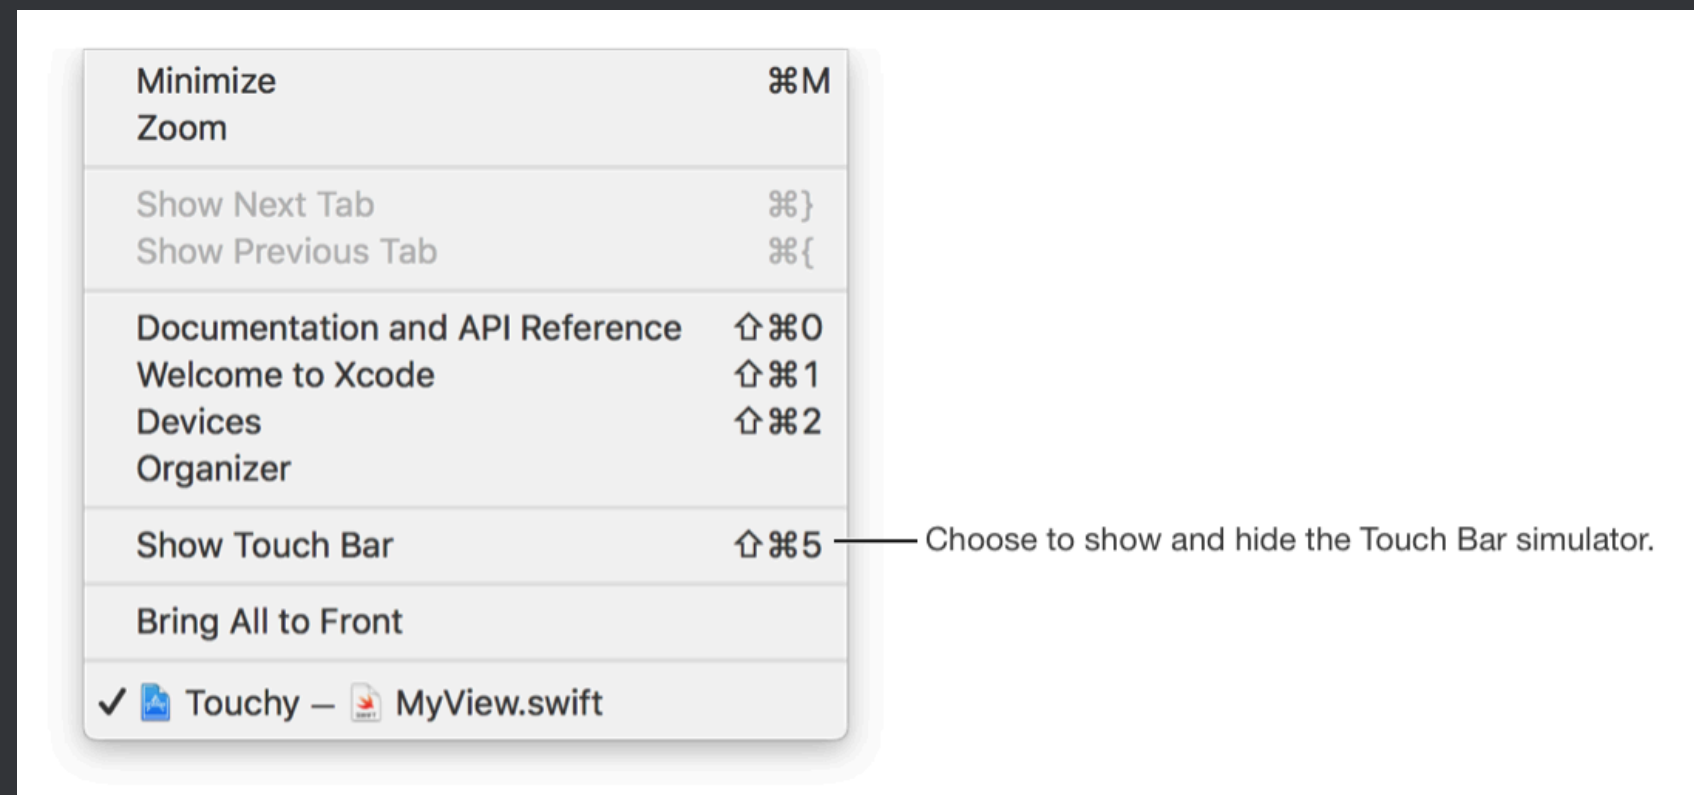 Minimize ⌘M
Zoom
Show Next Tab ⌘}
Show Previous Tab ⌘{
Documentation and API Reference ⇧⌘0
Welcome to Xcode ⇧⌘1
Devices ⇧⌘2
Organizer
Show Touch Bar ⇧⌘5 Choose to show and hide the Touch Bar simulator.
Bring All to Front
✓ Touchy — MyView.swift